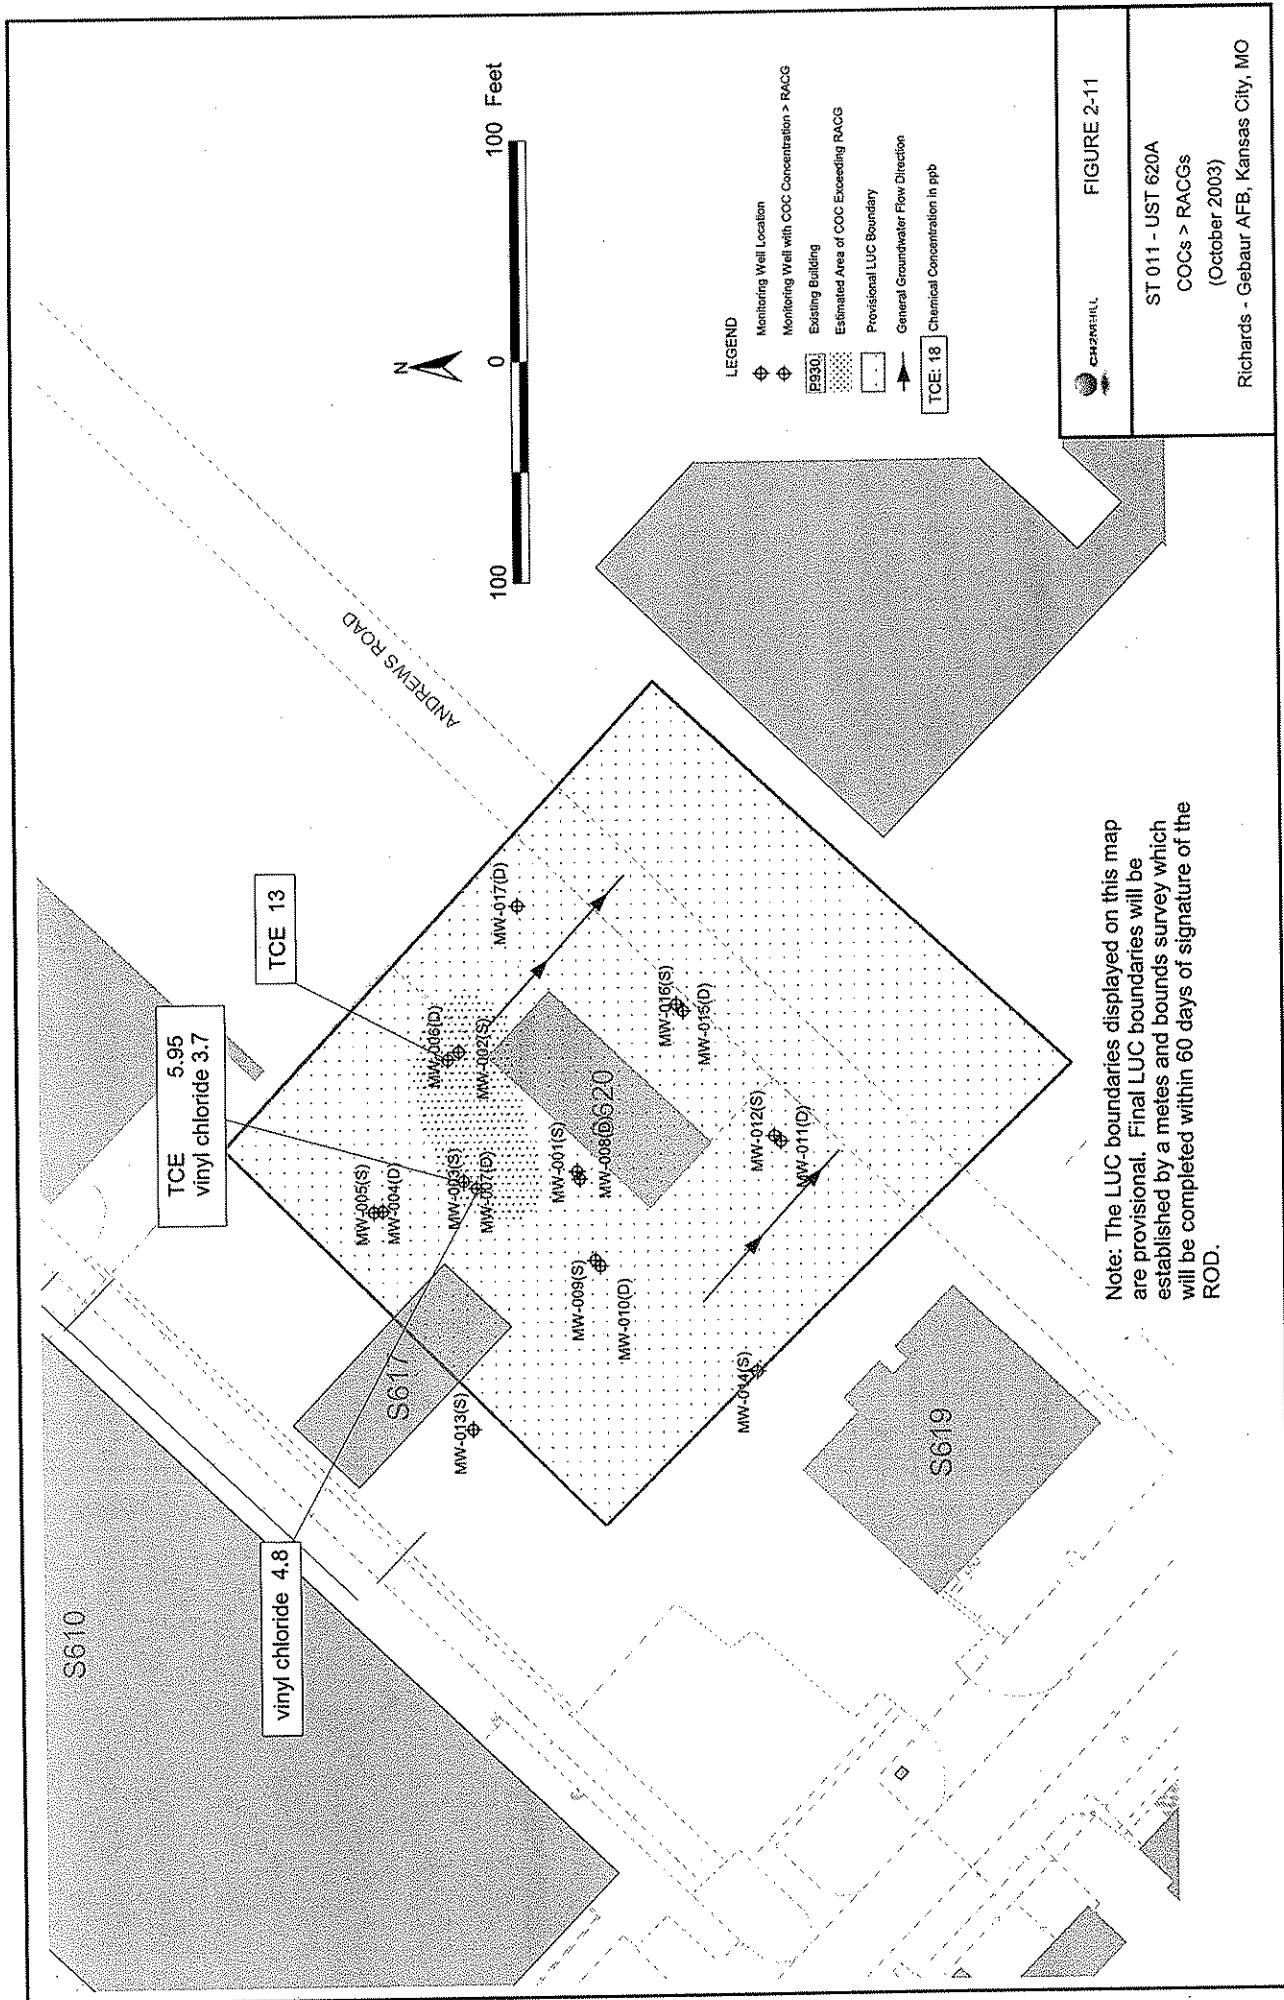 S610
TCE 5.95
vinyl chloride 3.7
TCE 13
vinyl chloride 4.8
ANDREWS ROAD
N
100 0 100 Feet
MW-005(S)
MW-004(D)
MW-003(S)
MW-007(D)
MW-006(D)
MW-002(S)
MW-017(D)
S617
MW-013(S)
MW-001(S)
MW-008(D)
S620
MW-009(S)
MW-010(D)
MW-016(S)
MW-015(D)
MW-012(S)
MW-011(D)
MW-014(S)
S619
LEGEND
Monitoring Well Location
Monitoring Well with COC Concentration > RACG
P930
Existing Building
Estimated Area of COC Exceeding RACG
Provisional LUC Boundary
General Groundwater Flow Direction
TCE: 18
Chemical Concentration in ppb
Note: The LUC boundaries displayed on this map
are provisional. Final LUC boundaries will be
established by a metes and bounds survey which
will be completed within 60 days of signature of the
ROD.
CH2MHILL
FIGURE 2-11
ST 011 - UST 620A
COCs > RACGs
(October 2003)
Richards - Gebaur AFB, Kansas City, MO